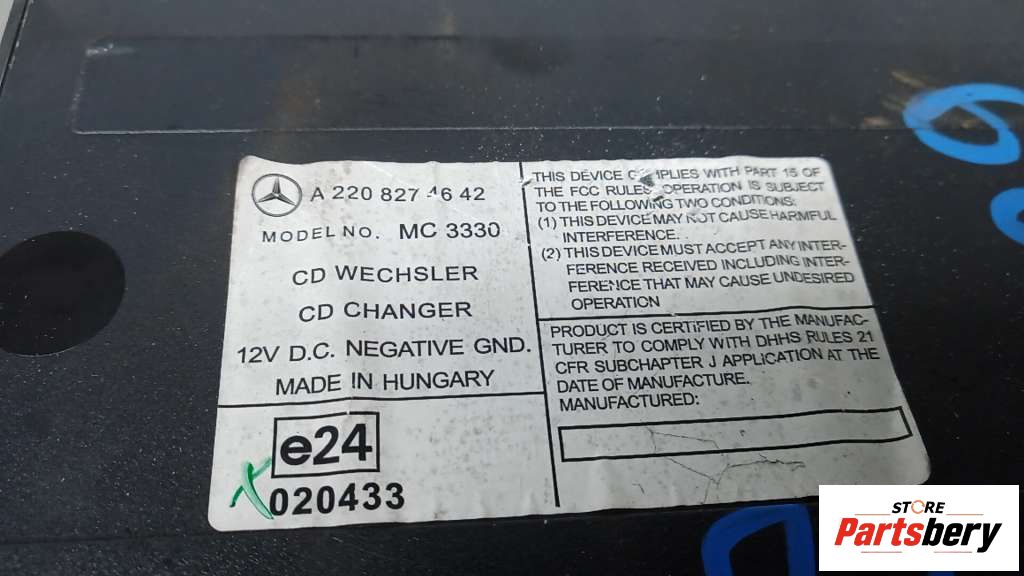 A 220 827 4642
MODEL NO. MC 3330
CD WECHSLER
CD CHANGER
12V D.C. NEGATIVE GND.
MADE IN HUNGARY
e24
020433
THIS DEVICE COMPLIES WITH PART 15 OF
THE FCC RULES. OPERATION IS SUBJECT
TO THE FOLLOWING TWO CONDITIONS:
(1) THIS DEVICE MAY NOT CAUSE HARMFUL
INTERFERENCE.
(2) THIS DEVICE MUST ACCEPT ANY INTER-
FERENCE RECEIVED INCLUDING INTER-
FERENCE THAT MAY CAUSE UNDESIRED
OPERATION
PRODUCT IS CERTIFIED BY THE MANUFAC-
TURER TO COMPLY WITH DHHS RULES 21
CFR SUBCHAPTER J APPLICATION AT THE
DATE OF MANUFACTURE.
MANUFACTURED:
STORE
Partsbery